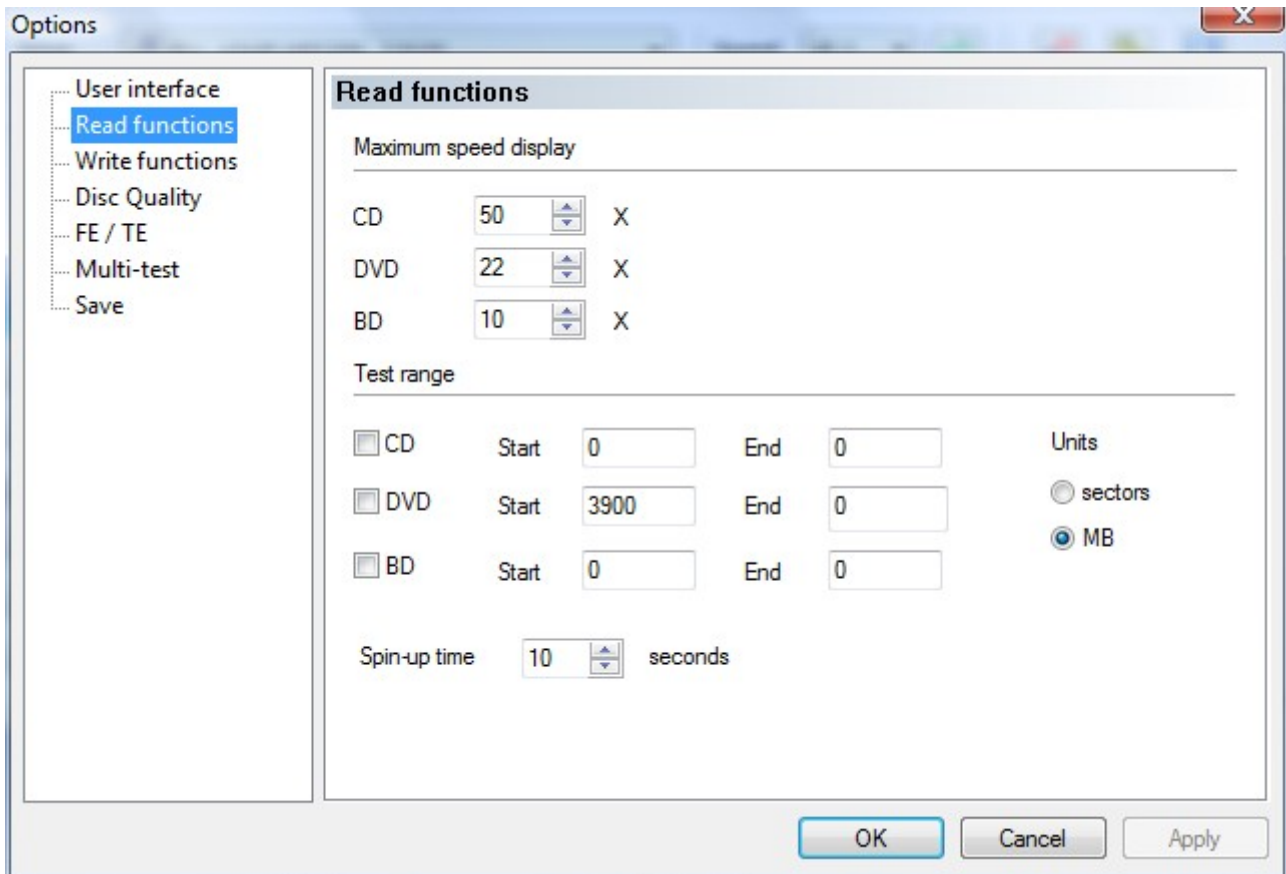 Options
User interface
Read functions
Write functions
Disc Quality
FE / TE
Multi-test
Save
Read functions
Maximum speed display
CD 50 X
DVD 22 X
BD 10 X
Test range
CD Start 0 End 0
DVD Start 3900 End 0
BD Start 0 End 0
Units
sectors
MB
Spin-up time 10 seconds
OK Cancel Apply